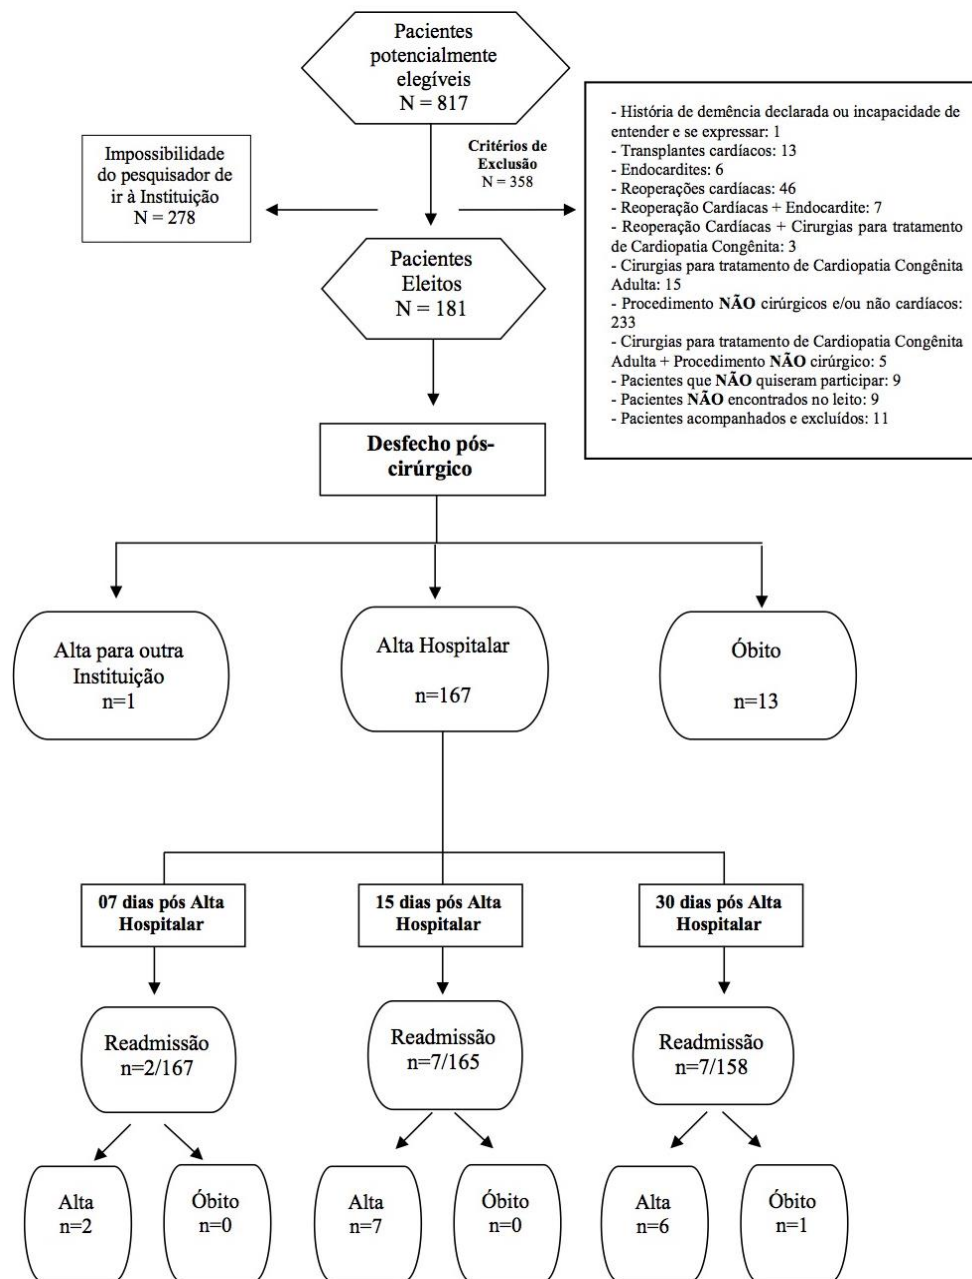 Pacientes
potencialmente
elegíveis
N = 817
Impossibilidade
do pesquisador de
ir à Instituição
N = 278
Critérios de
Exclusão
N = 358
- História de demência declarada ou incapacidade de
entender e se expressar: 1
- Transplantes cardíacos: 13
- Endocardites: 6
- Reoperações cardíacas: 46
- Reoperação Cardíacas + Endocardite: 7
- Reoperação Cardíacas + Cirurgias para tratamento
de Cardiopatia Congênita: 3
- Cirurgias para tratamento de Cardiopatia Congênita
Adulta: 15
- Procedimento NÃO cirúrgicos e/ou não cardíacos:
233
- Cirurgias para tratamento de Cardiopatia Congênita
Adulta + Procedimento NÃO cirúrgico: 5
- Pacientes que NÃO quiseram participar: 9
- Pacientes NÃO encontrados no leito: 9
- Pacientes acompanhados e excluídos: 11
Pacientes
Eleitos
N = 181
Desfecho pós-
cirúrgico
Alta para outra
Instituição
n=1
Alta Hospitalar
n=167
Óbito
n=13
07 dias pós Alta
Hospitalar
15 dias pós Alta
Hospitalar
30 dias pós Alta
Hospitalar
Readmissão
n=2/167
Readmissão
n=7/165
Readmissão
n=7/158
Alta
n=2
Óbito
n=0
Alta
n=7
Óbito
n=0
Alta
n=6
Óbito
n=1